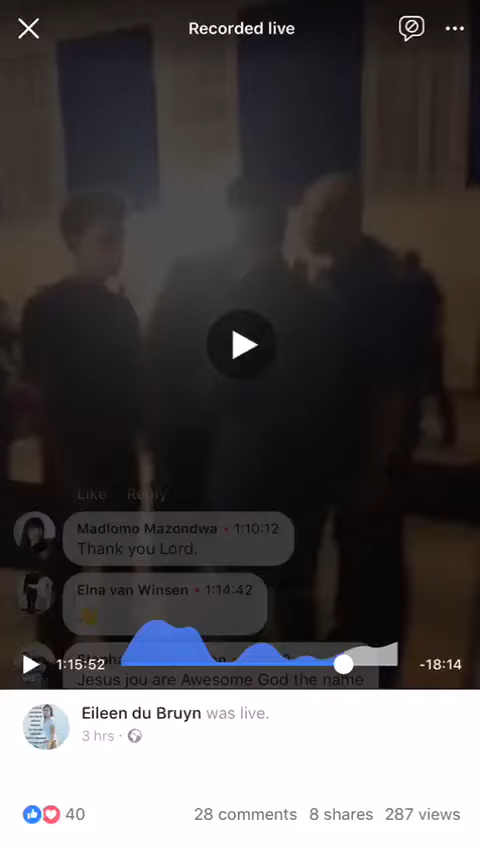 Recorded live
Like Reply
Madlomo Mazondwa • 1:10:12
Thank you Lord.
Elna van Winsen • 1:14:42
1:15:52
-18:14
Jesus jou are Awesome God the name
Eileen du Bruyn was live.
3 hrs ·
40
28 comments 8 shares 287 views